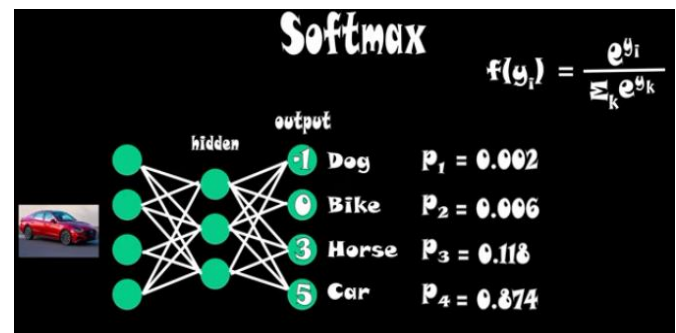 Softmax
f(yᵢ) = e^yᵢ / Σₖe^yₖ
output
hidden
-1 Dog P₁ = 0.002
0 Bike P₂ = 0.006
3 Horse P₃ = 0.118
5 Car P₄ = 0.874